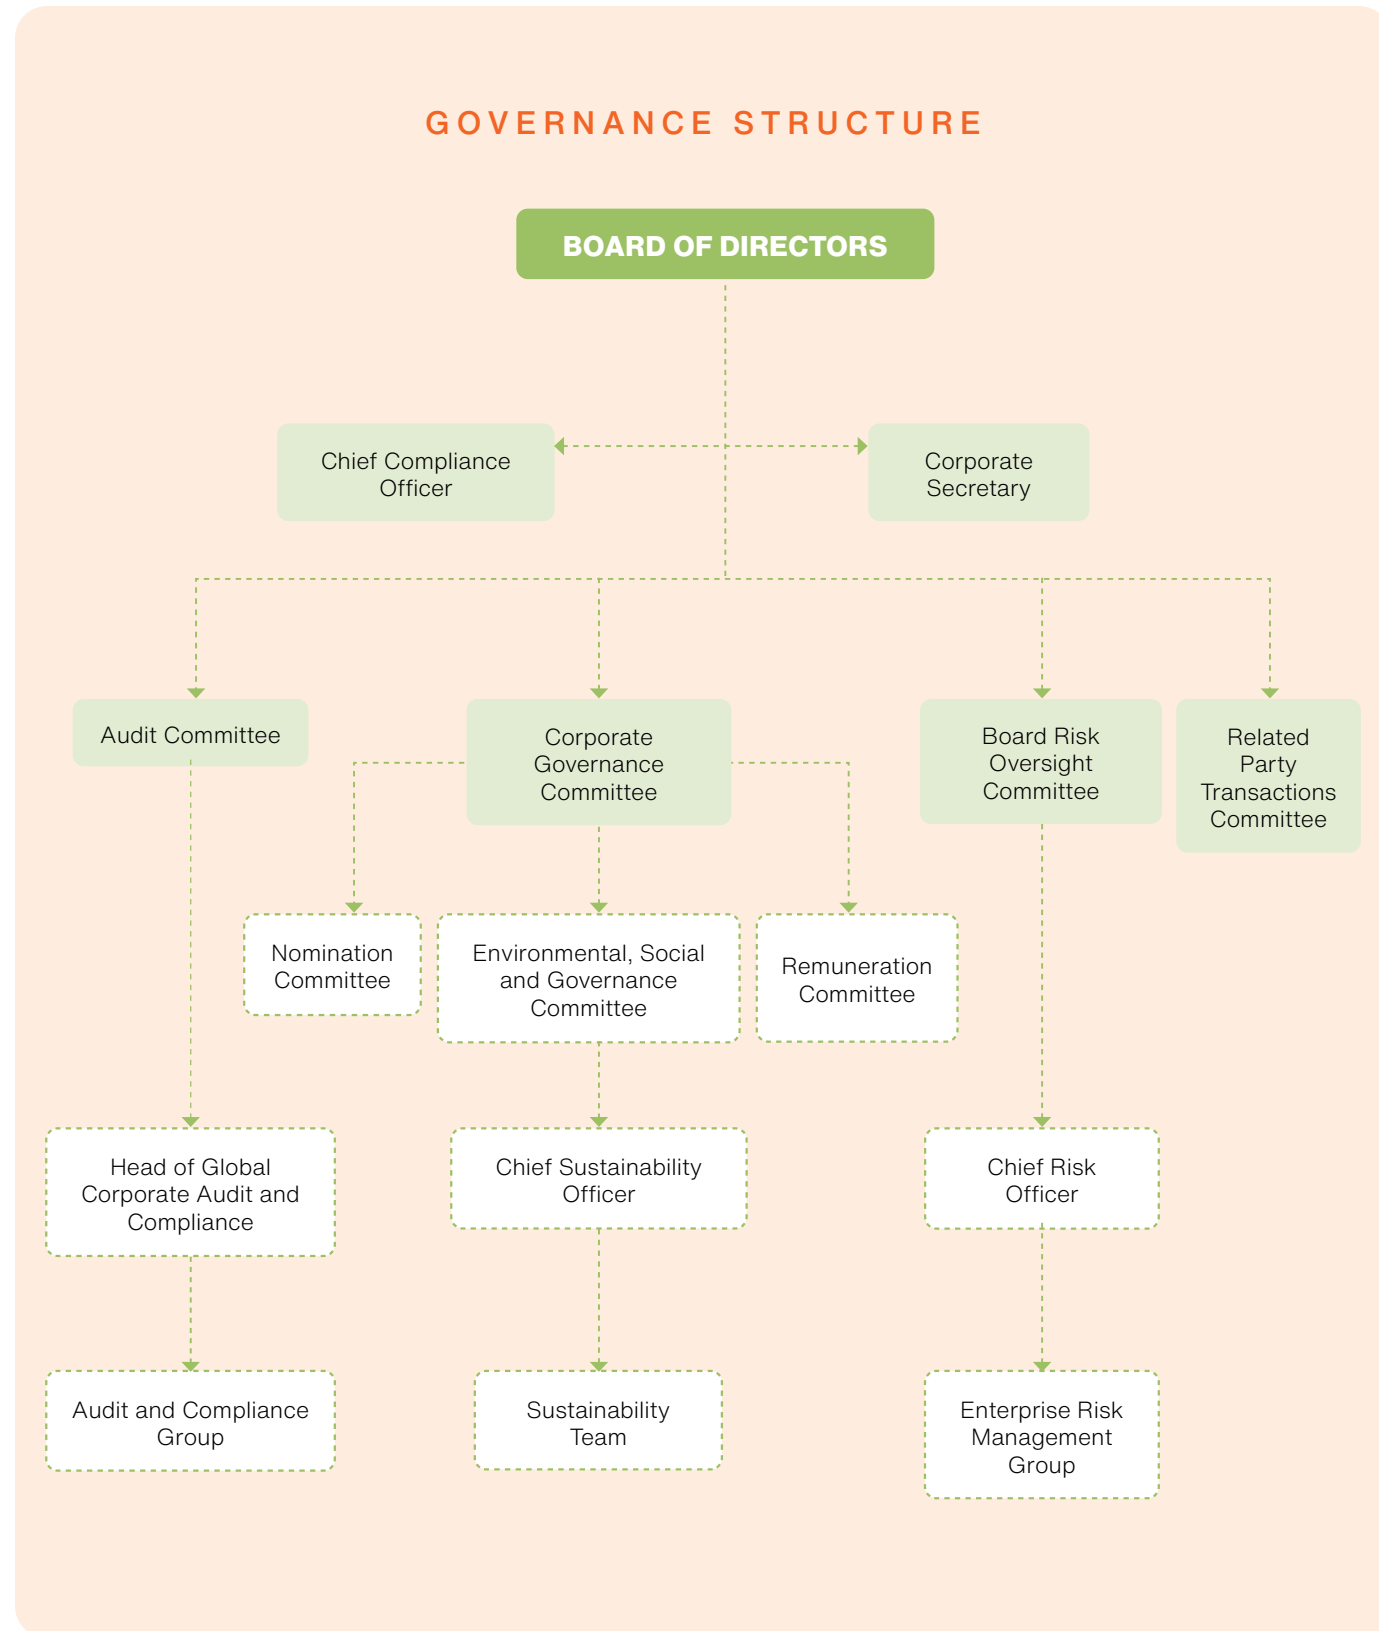 GOVERNANCE STRUCTURE
BOARD OF DIRECTORS
Chief Compliance
Officer
Corporate
Secretary
Audit Committee
Corporate
Governance
Committee
Board Risk
Oversight
Committee
Related
Party
Transactions
Committee
Nomination
Committee
Environmental, Social
and Governance
Committee
Remuneration
Committee
Head of Global
Corporate Audit and
Compliance
Chief Sustainability
Officer
Chief Risk
Officer
Audit and Compliance
Group
Sustainability
Team
Enterprise Risk
Management
Group